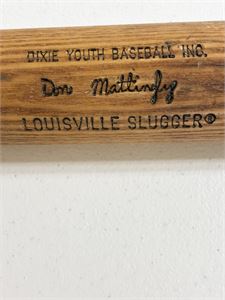 DIXIE YOUTH BASEBALL INC.
Don Mattingly
LOUISVILLE SLUGGER®